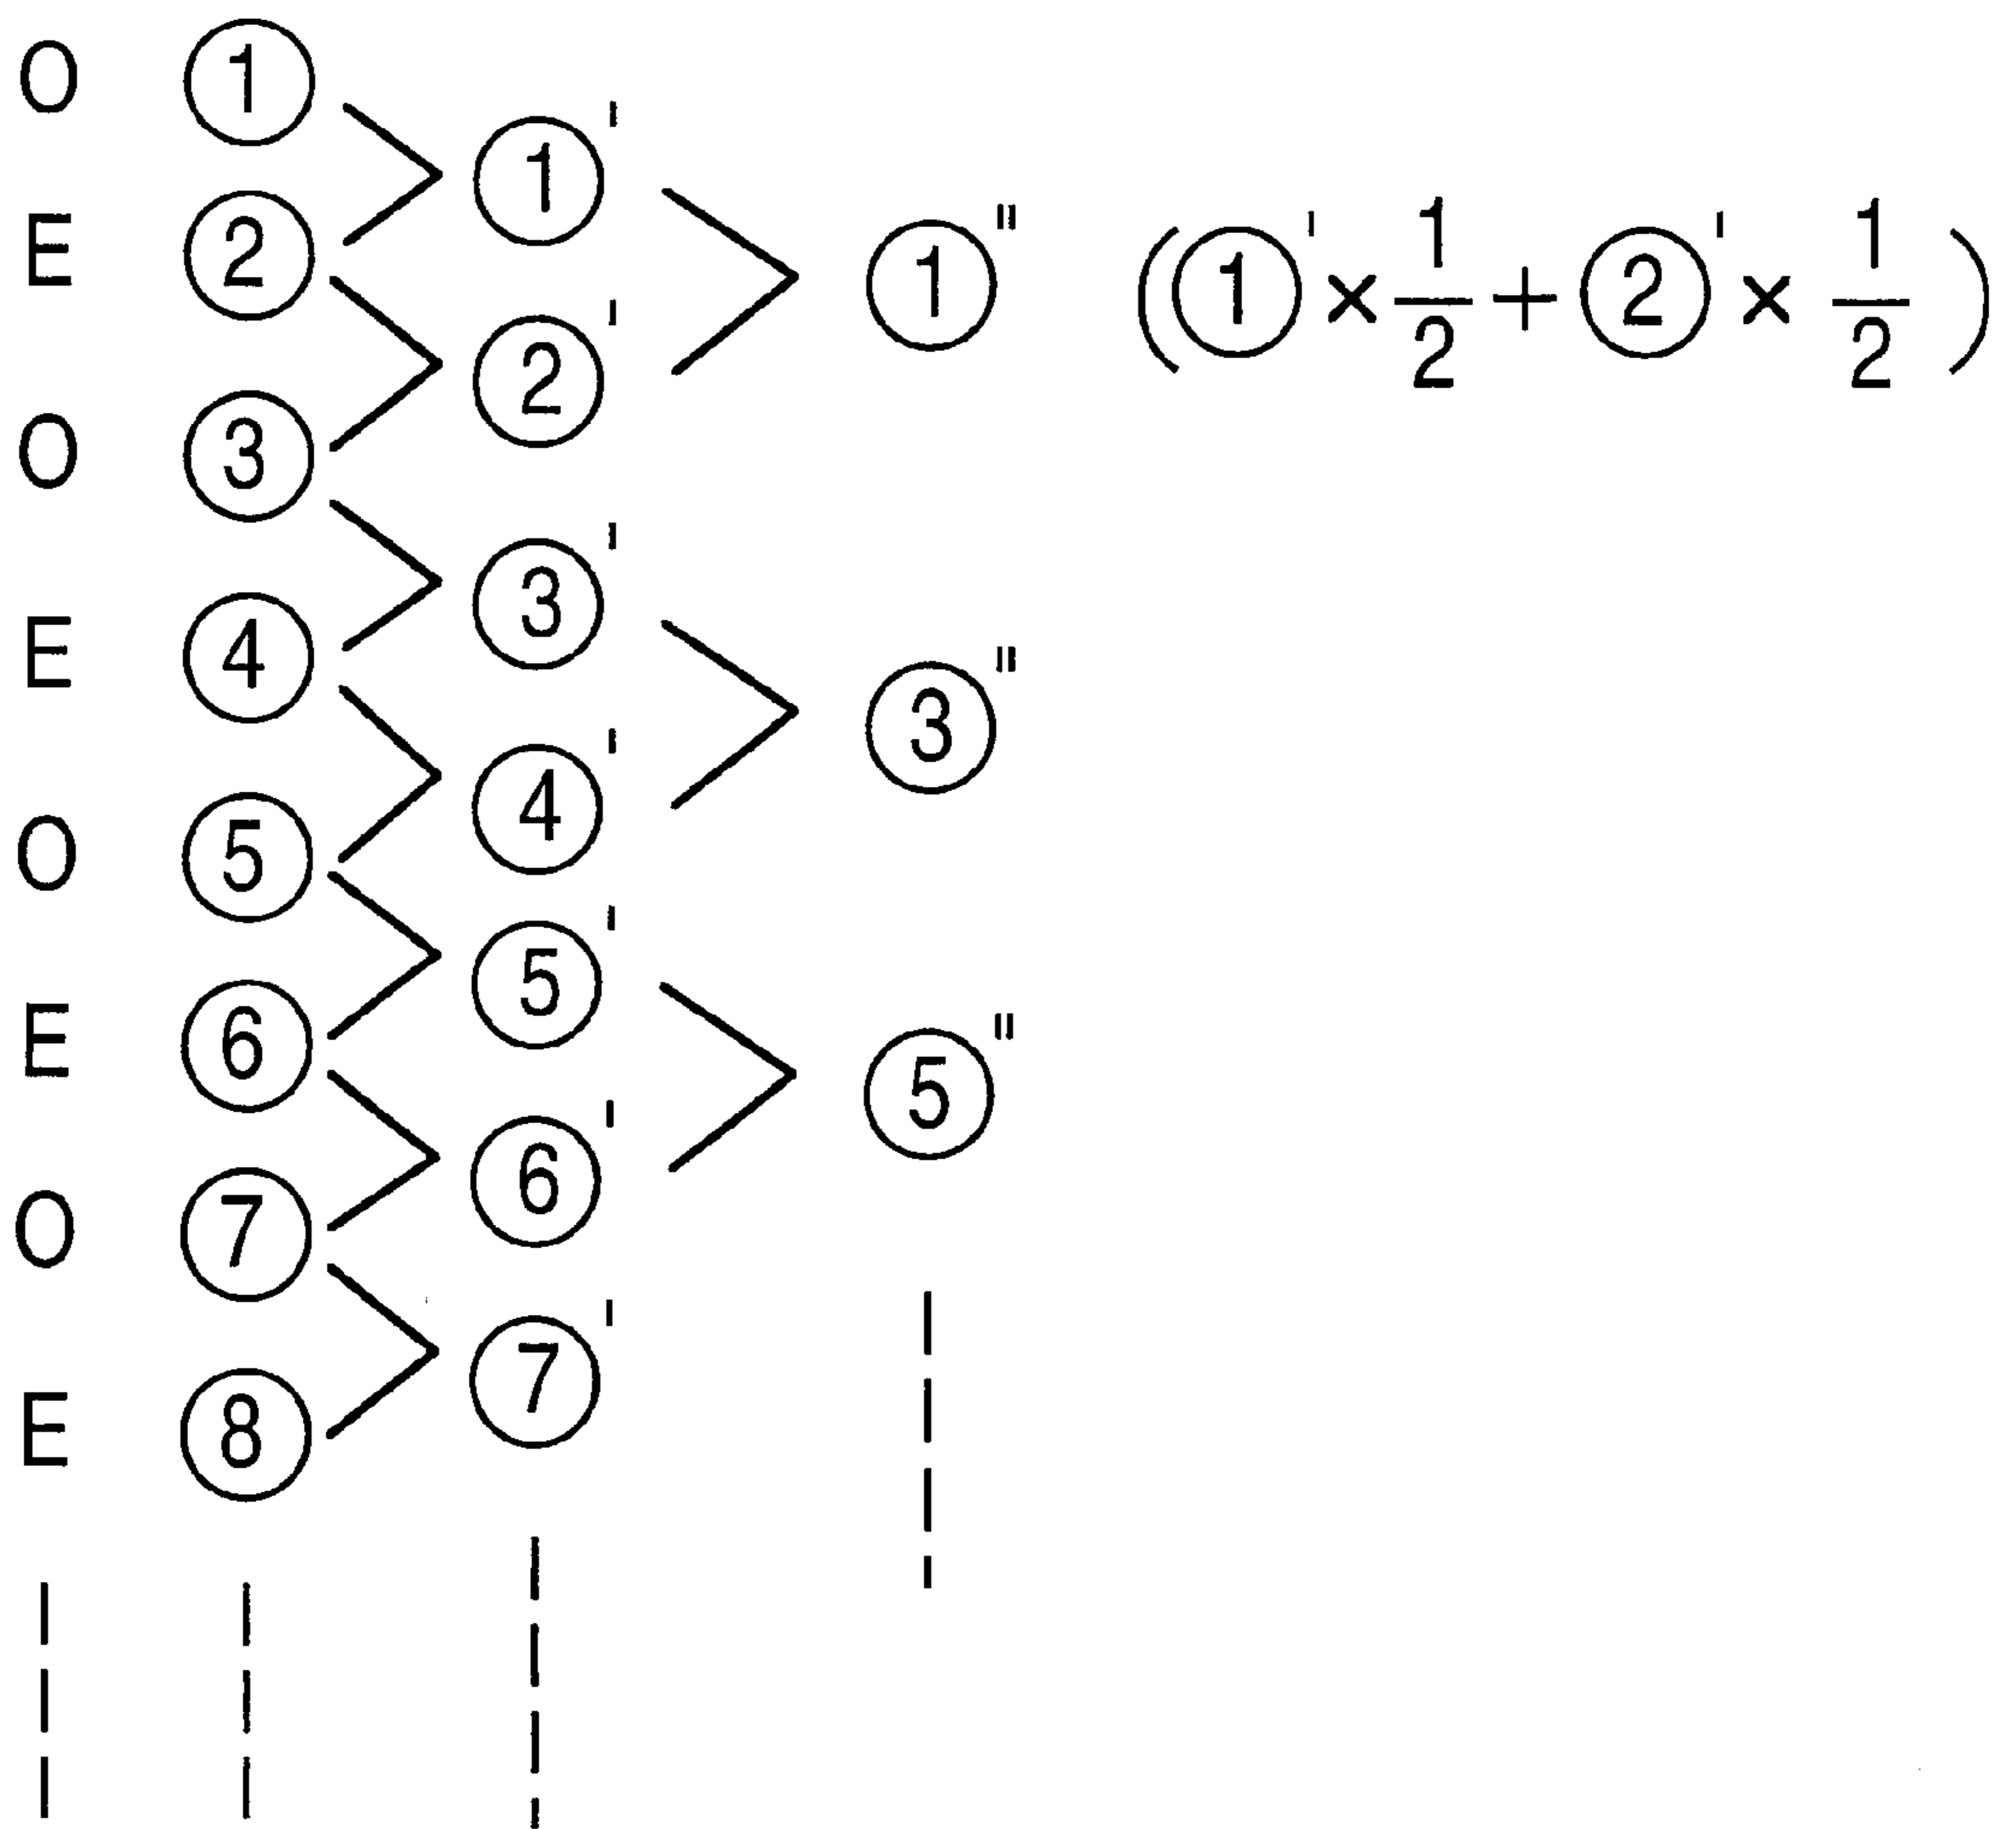 O ①
①'
E ② ①" (①' × 1/2 + ②' × 1/2)
②'
O ③
③'
E ④ ③"
④'
O ⑤
⑤'
E ⑥ ⑤"
⑥'
O ⑦
⑦'
E ⑧